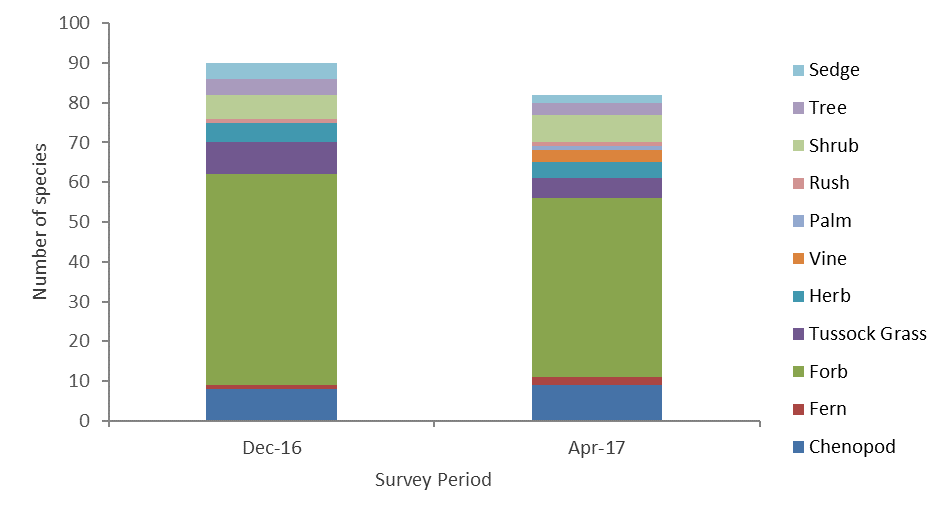 100
90
80
70
60
50
40
30
20
10
0
Number of species
Dec-16
Apr-17
Survey Period
Sedge
Tree
Shrub
Rush
Palm
Vine
Herb
Tussock Grass
Forb
Fern
Chenopod